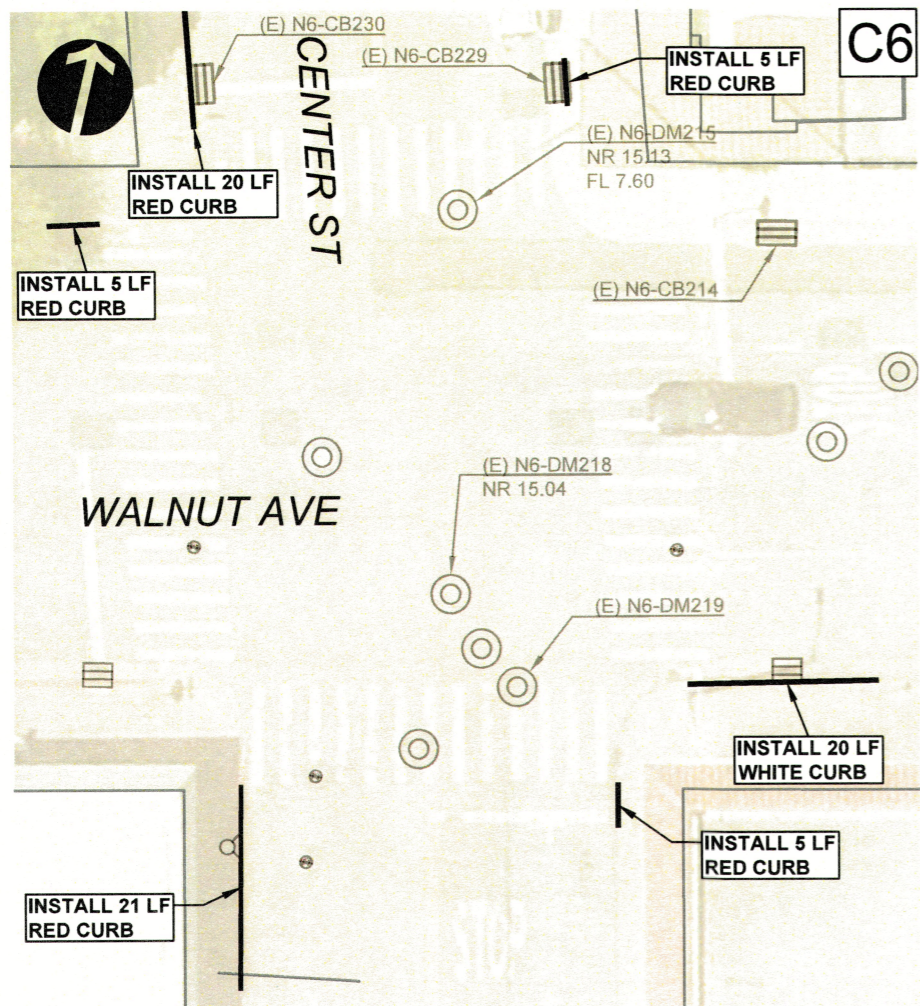 C6
(E) N6-CB230
(E) N6-CB229
INSTALL 5 LF
RED CURB
CENTER ST
(E) N6-DM215
NR 15.13
FL 7.60
INSTALL 20 LF
RED CURB
INSTALL 5 LF
RED CURB
(E) N6-CB214
(E) N6-DM218
NR 15.04
WALNUT AVE
(E) N6-DM219
INSTALL 20 LF
WHITE CURB
INSTALL 5 LF
RED CURB
INSTALL 21 LF
RED CURB